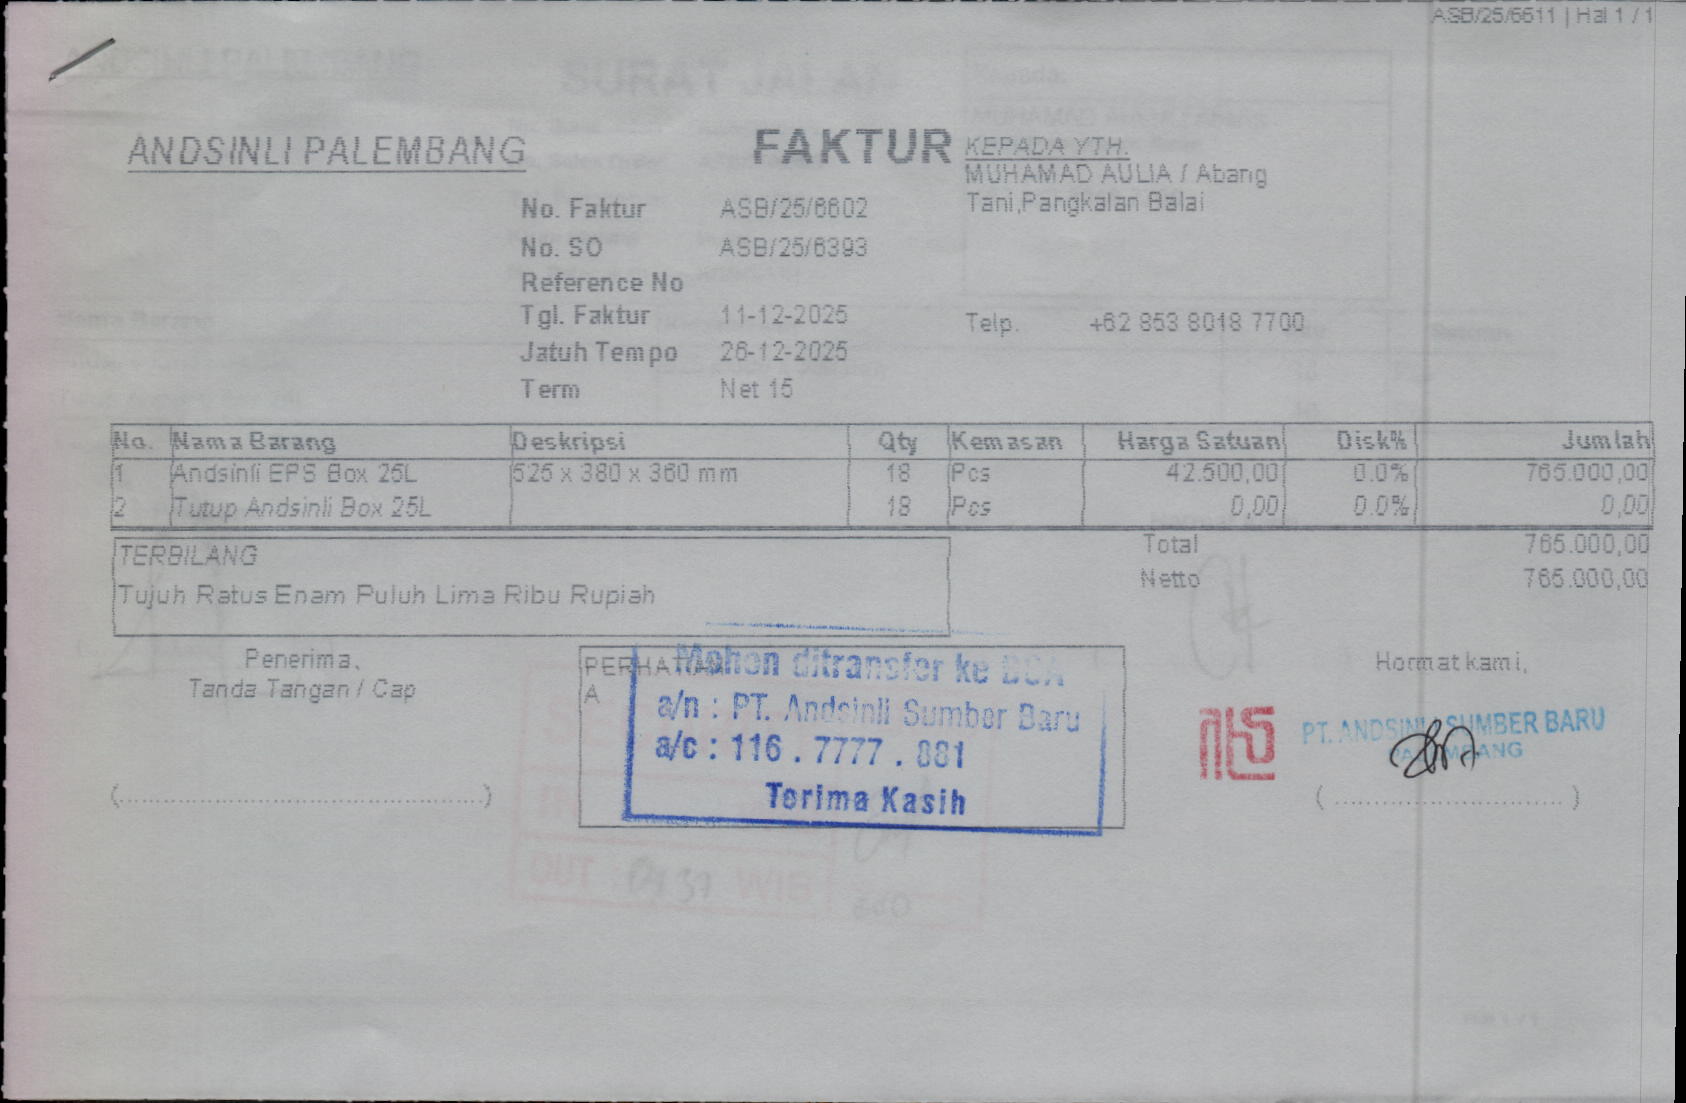 ASB/25/6611 | Hal 1 / 1
ANDSINLI PALEMBANG
FAKTUR
KEPADA YTH.
MUHAMAD AULIA / Abang
Tani,Pangkalan Balai
No. Faktur ASB/25/6602
No. SO ASB/25/6393
Reference No
Tgl. Faktur 11-12-2025
Telp. +62 853 8018 7700
Jatuh Tempo 26-12-2025
Term Net 15
No. Nama Barang Deskripsi Qty Kemasan Harga Satuan Disk% Jumlah
1 Andsinli EPS Box 25L 525 x 380 x 360 mm 18 Pcs 42.500,00 0.0% 765.000,00
2 Tutup Andsinli Box 25L 18 Pcs 0,00 0.0% 0,00
TERBILANG
Tujuh Ratus Enam Puluh Lima Ribu Rupiah
Total 765.000,00
Netto 765.000,00
Penerima,
Tanda Tangan / Cap
(...............................................)
PERHATIAN
A
Mohon ditransfer ke BCA
a/n : PT. Andsinli Sumber Baru
a/c : 116 . 7777 . 881
Terima Kasih
Hormat kami,
PT. ANDSINLI SUMBER BARU
PALEMBANG
( .............................. )
OUT : 09 37 WIB